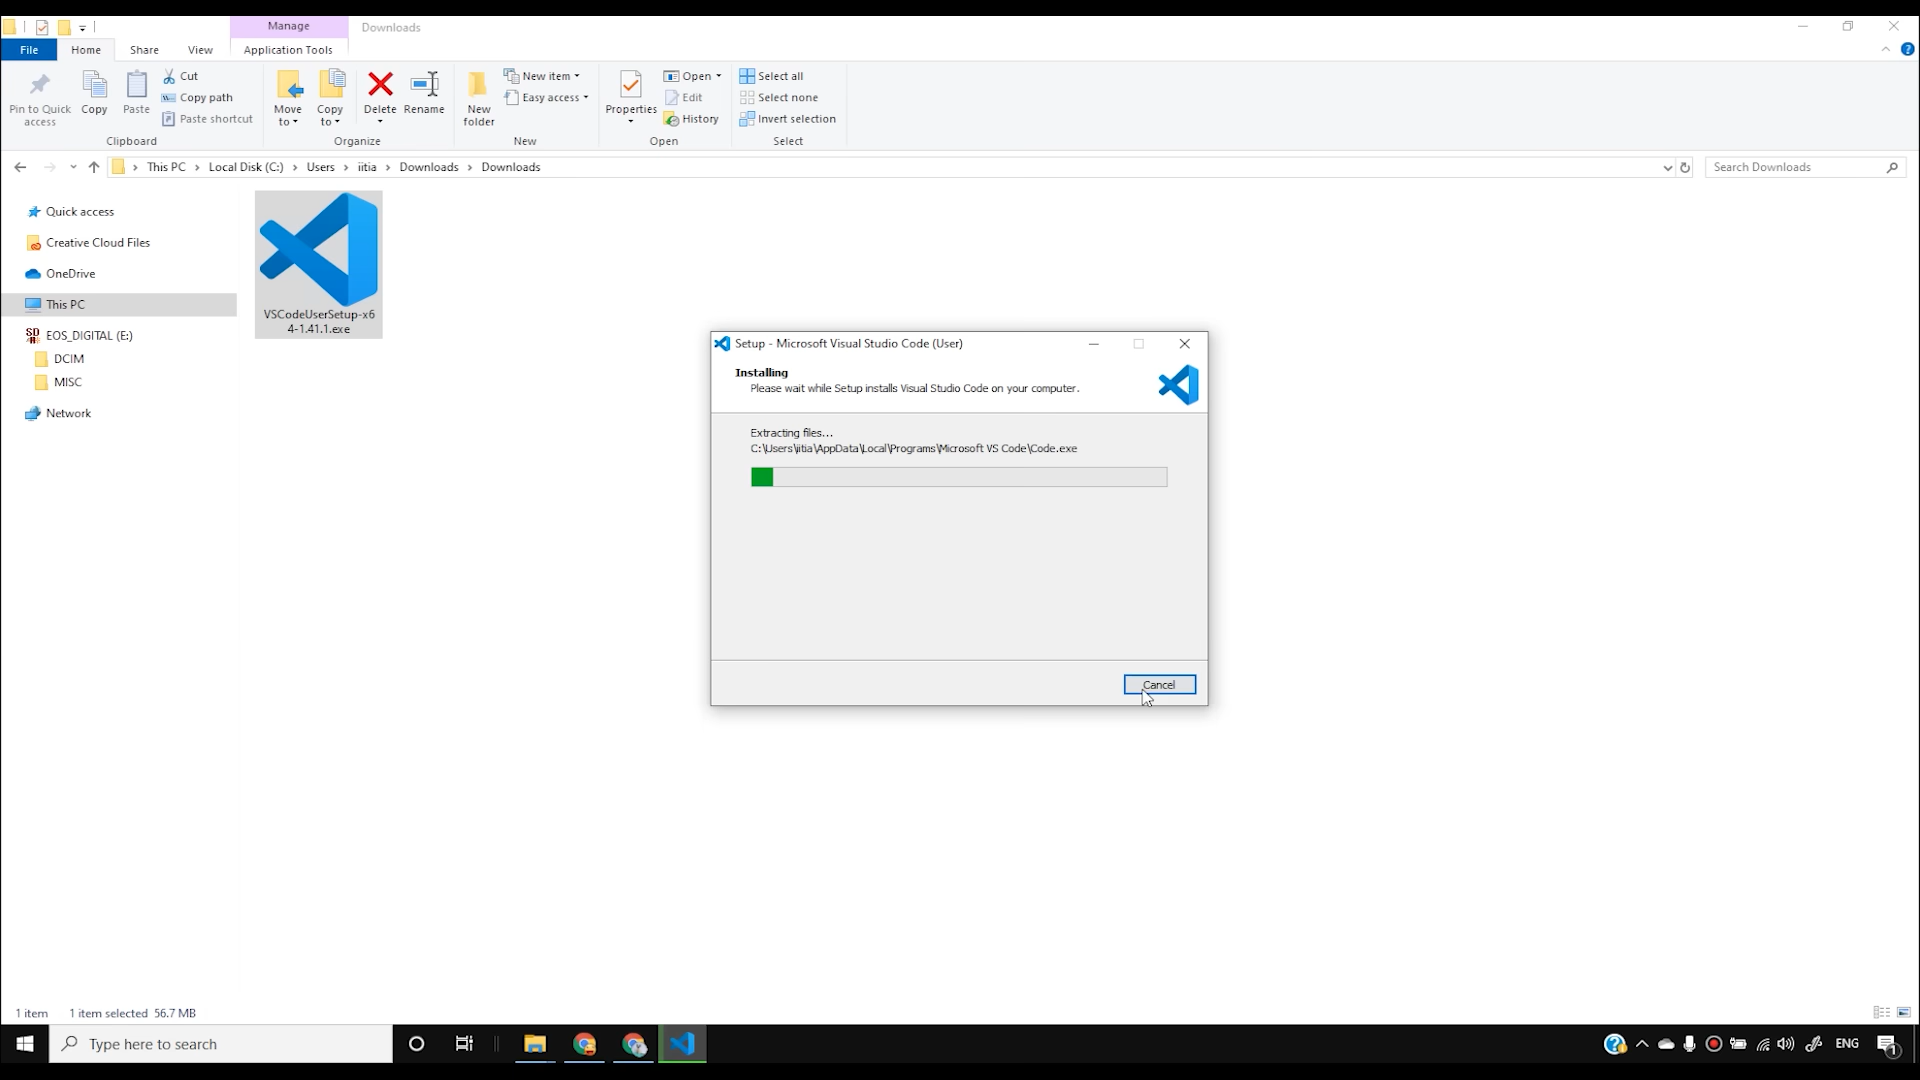 Manage
Downloads
File
Home
Share
View
Application Tools
Pin to Quick
access
Copy
Paste
Cut
Copy path
Paste shortcut
Clipboard
Move
to
Copy
to
Delete
Rename
Organize
New
folder
New item
Easy access
New
Properties
Open
Edit
History
Open
Select all
Select none
Invert selection
Select
This PC
Local Disk (C:)
Users
iitia
Downloads
Downloads
Search Downloads
Quick access
Creative Cloud Files
OneDrive
This PC
EOS_DIGITAL (E:)
DCIM
MISC
Network
VSCodeUserSetup-x6
4-1.41.1.exe
Setup - Microsoft Visual Studio Code (User)
Installing
Please wait while Setup installs Visual Studio Code on your computer.
Extracting files...
C:\Users\iitia\AppData\Local\Programs\Microsoft VS Code\Code.exe
Cancel
1 item
1 item selected 56.7 MB
Type here to search
ENG
1